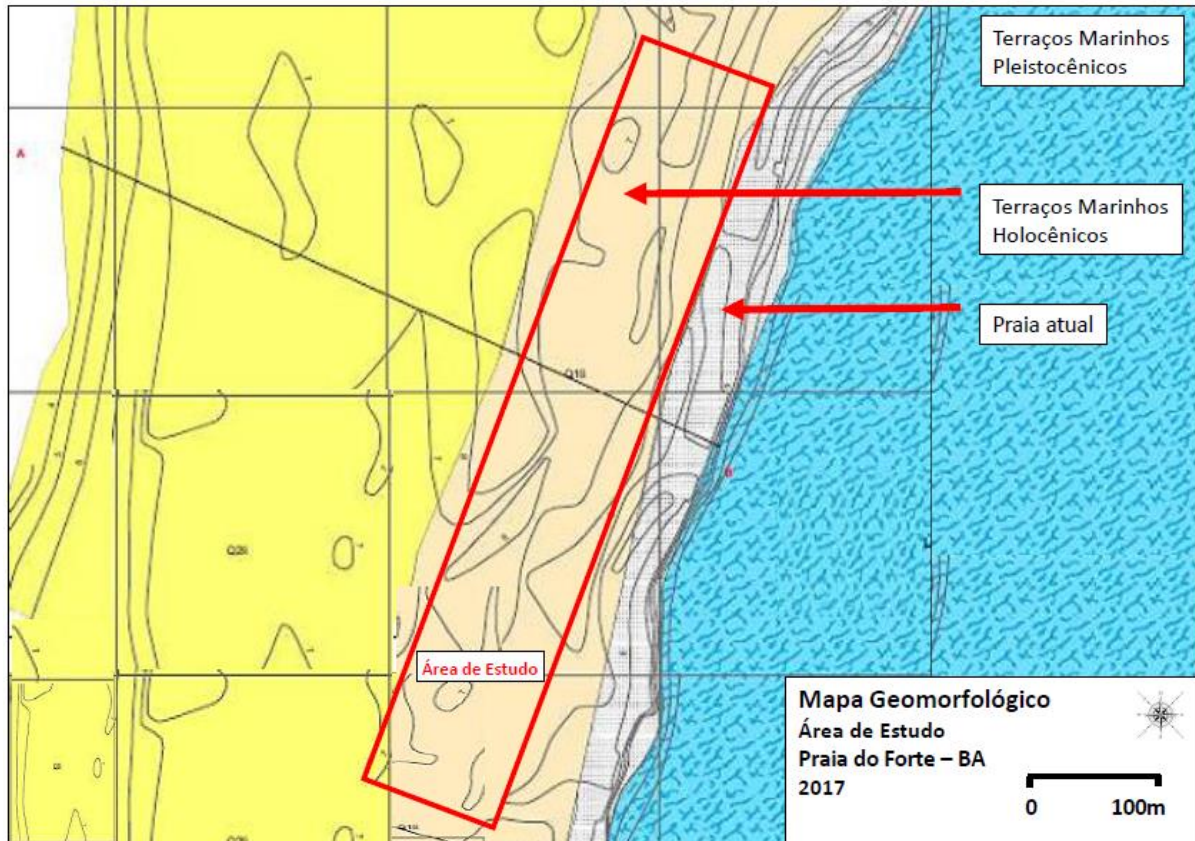 Terraços Marinhos
Pleistocênicos
A
Terraços Marinhos
Holocênicos
Praia atual
Q1S
B
Área de Estudo
Mapa Geomorfológico
Área de Estudo
Praia do Forte – BA
2017
0 100m